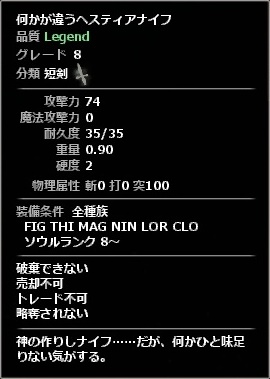 何かが違うヘスティアナイフ
品質 Legend
グレード 8
分類 短剣
攻撃力 74
魔法攻撃力 0
耐久度 35/35
重量 0.90
硬度 2
物理属性 斬0 打0 突100
装備条件 全種族
FIG THI MAG NIN LOR CLO
ソウルランク 8～
破棄できない
売却不可
トレード不可
略奪されない
神の作りしナイフ……だが、何かひと味足
りない気がする。